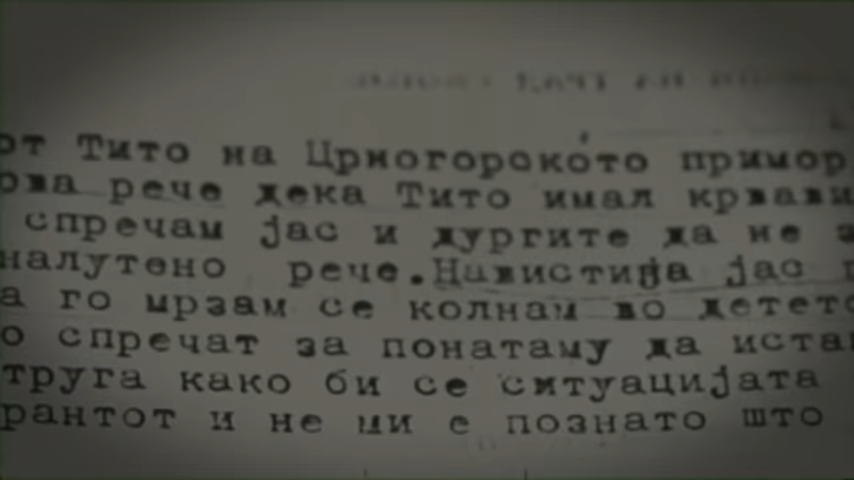 от Тито на Црногорското примор
ова рече дека Тито имал крвави
спречам јас и дургите да не
налутено рече.Навистина јас
а го мрзам се колнам во детето
о спречат за понатаму да истап
труга како би се ситуацијата
рантот и не ми е познато што